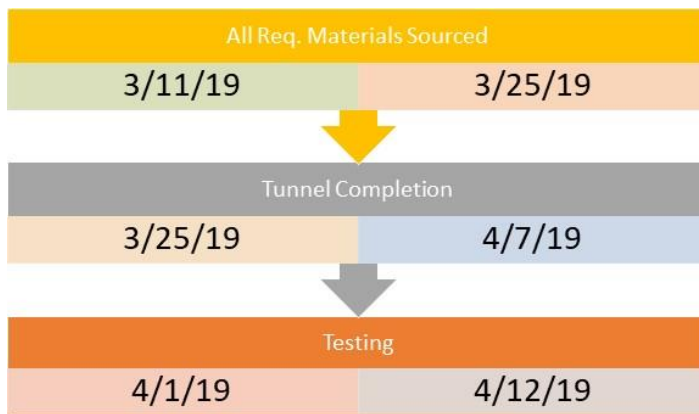 All Req. Materials Sourced
3/11/19 3/25/19
Tunnel Completion
3/25/19 4/7/19
Testing
4/1/19 4/12/19